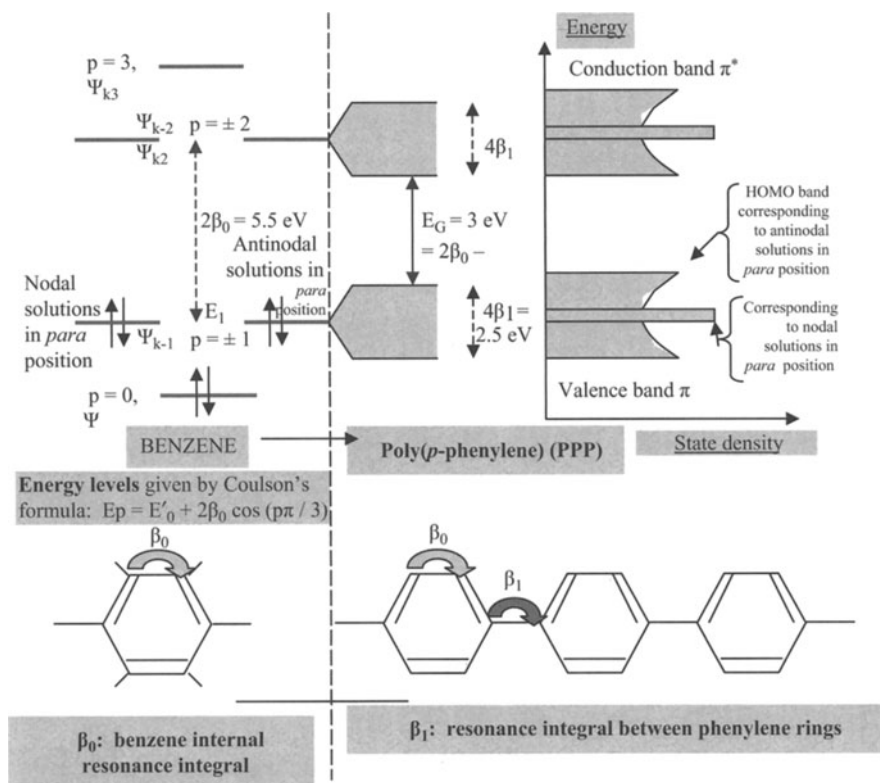 Energy
p = 3,
Ψk3
Conduction band π*
Ψk-2
p = ± 2
Ψk2
4β1
2β0 = 5.5 eV
EG = 3 eV
= 2β0 –
HOMO band
corresponding
to antinodal
solutions in
para position
Antinodal
solutions in
para
position
Nodal
solutions
in para
position
E1
Ψk-1
p = ± 1
4β1 =
2.5 eV
Corresponding
to nodal
solutions in
para position
p = 0,
Ψ
Valence band π
BENZENE
Poly(p-phenylene) (PPP)
State density
Energy levels given by Coulson's
formula: Ep = E′0 + 2β0 cos (pπ / 3)
β0
β0
β1
β0: benzene internal
resonance integral
β1: resonance integral between phenylene rings